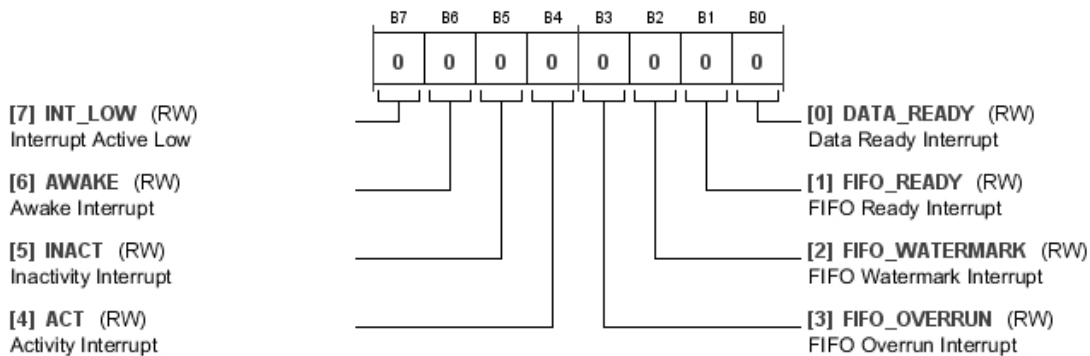 B7 B6 B5 B4 B3 B2 B1 B0
0 0 0 0 0 0 0 0
[7] INT_LOW (RW)
Interrupt Active Low
[6] AWAKE (RW)
Awake Interrupt
[5] INACT (RW)
Inactivity Interrupt
[4] ACT (RW)
Activity Interrupt
[0] DATA_READY (RW)
Data Ready Interrupt
[1] FIFO_READY (RW)
FIFO Ready Interrupt
[2] FIFO_WATERMARK (RW)
FIFO Watermark Interrupt
[3] FIFO_OVERRUN (RW)
FIFO Overrun Interrupt